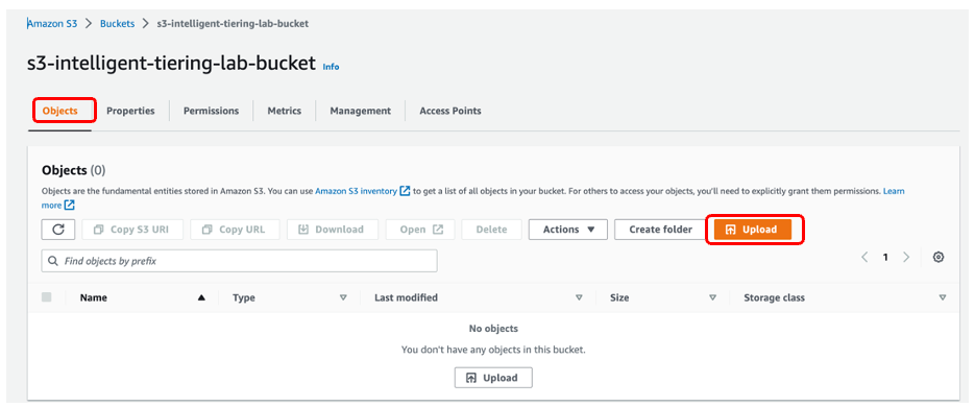 Amazon S3 > Buckets > s3-intelligent-tiering-lab-bucket
s3-intelligent-tiering-lab-bucket Info
Objects Properties Permissions Metrics Management Access Points
Objects (0)
Objects are the fundamental entities stored in Amazon S3. You can use Amazon S3 inventory to get a list of all objects in your bucket. For others to access your objects, you'll need to explicitly grant them permissions. Learn
more
Copy S3 URI Copy URL Download Open Delete Actions Create folder Upload
Find objects by prefix
1
Name Type Last modified Size Storage class
No objects
You don't have any objects in this bucket.
Upload